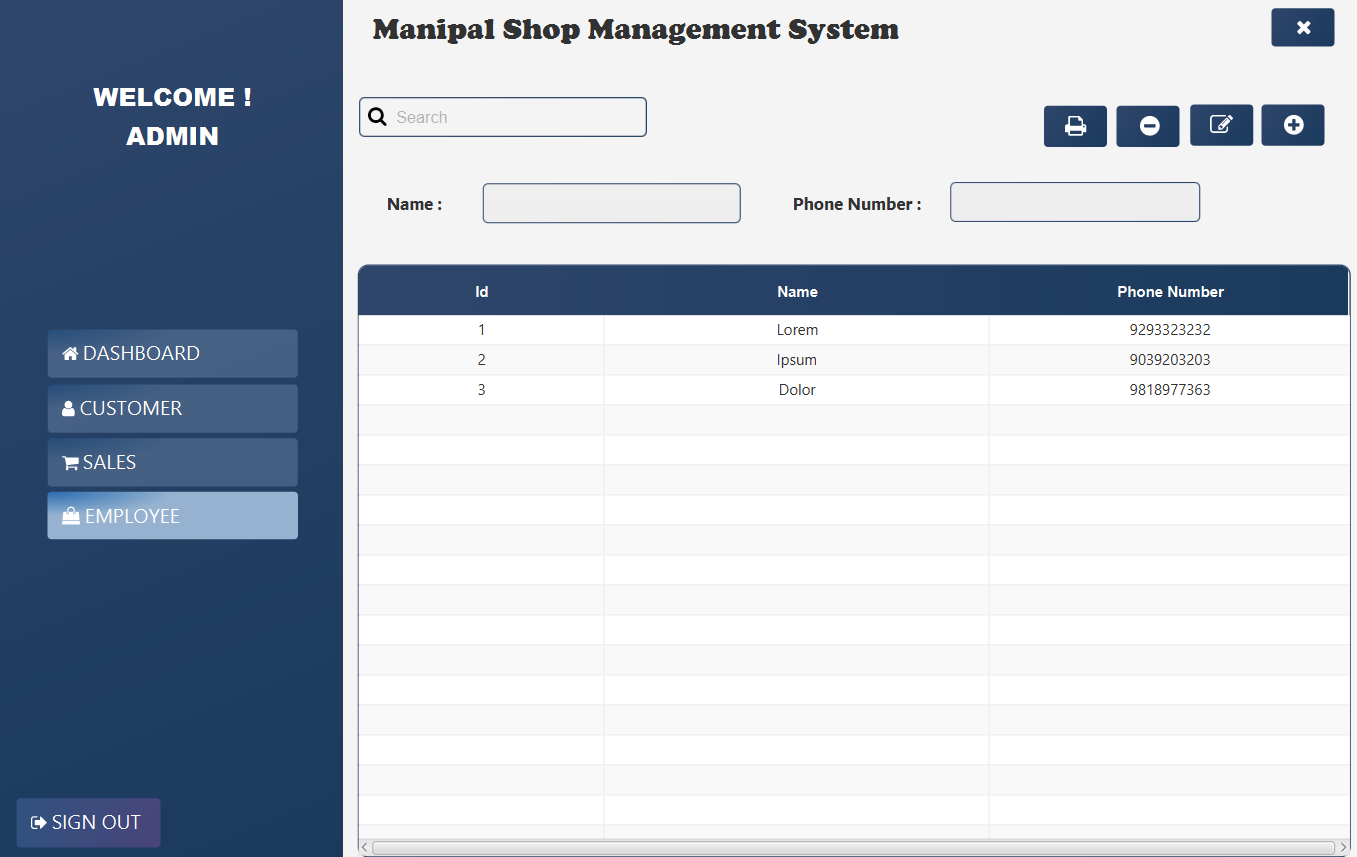 Manipal Shop Management System
WELCOME !
ADMIN
Search
Name :
Phone Number :
DASHBOARD
CUSTOMER
SALES
EMPLOYEE
SIGN OUT
Id Name Phone Number
1 Lorem 9293323232
2 Ipsum 9039203203
3 Dolor 9818977363